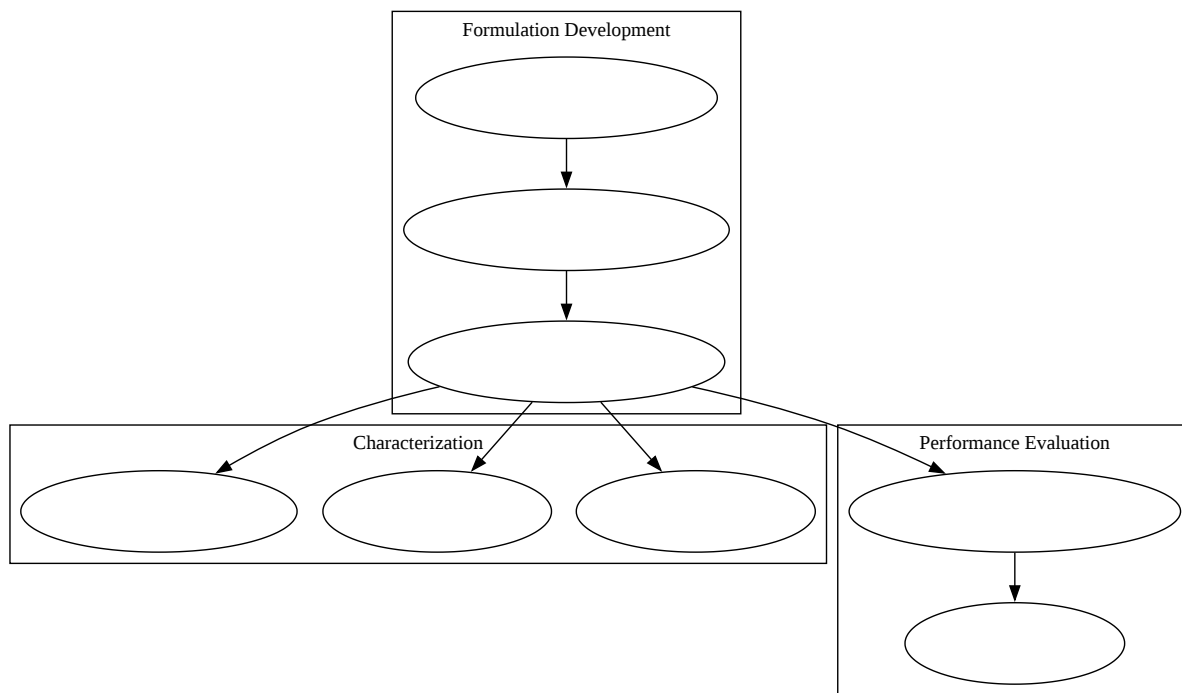 Formulation Development
Characterization
Performance Evaluation